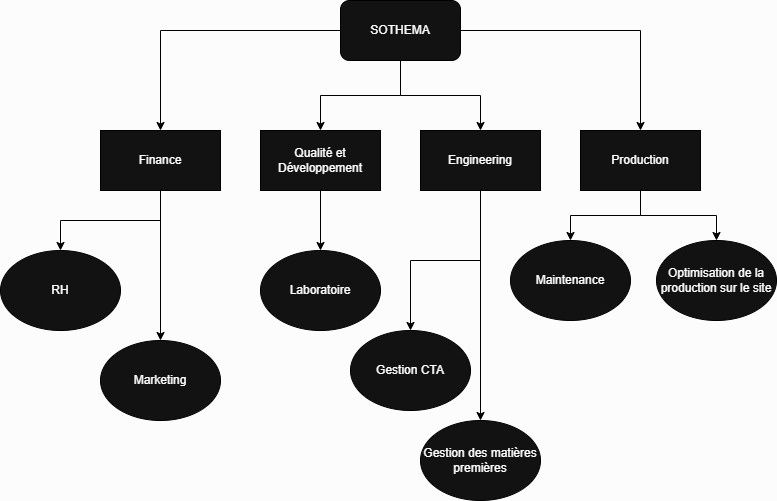 SOTHEMA
Finance
Qualité et
Développement
Engineering
Production
RH
Laboratoire
Maintenance
Optimisation de la
production sur le site
Marketing
Gestion CTA
Gestion des matières
premières